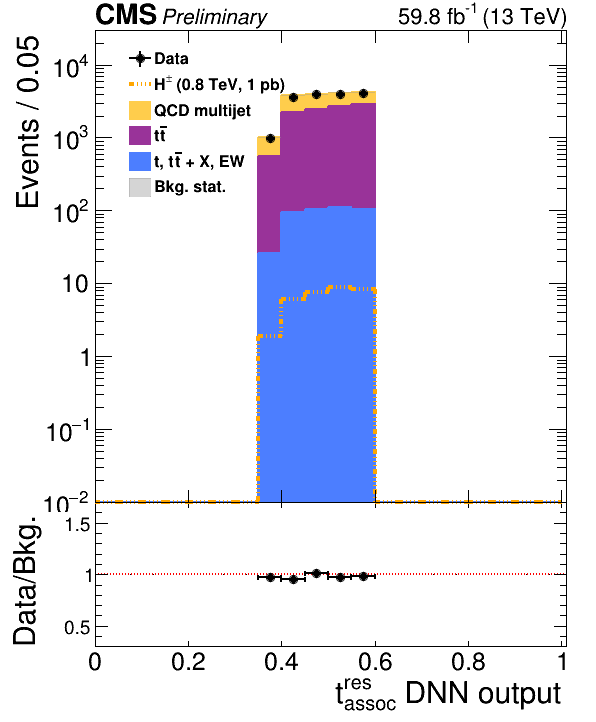 CMS Preliminary 59.8 fb⁻¹ (13 TeV)
Events / 0.05
10⁴
10³
10²
10
1
10⁻¹
10⁻²
Data
H± (0.8 TeV, 1 pb)
QCD multijet
tt̄
t, tt̄ + X, EW
Bkg. stat.
Data/Bkg.
1.5
1
0.5
0 0.2 0.4 0.6 0.8 1
t^res_assoc DNN output